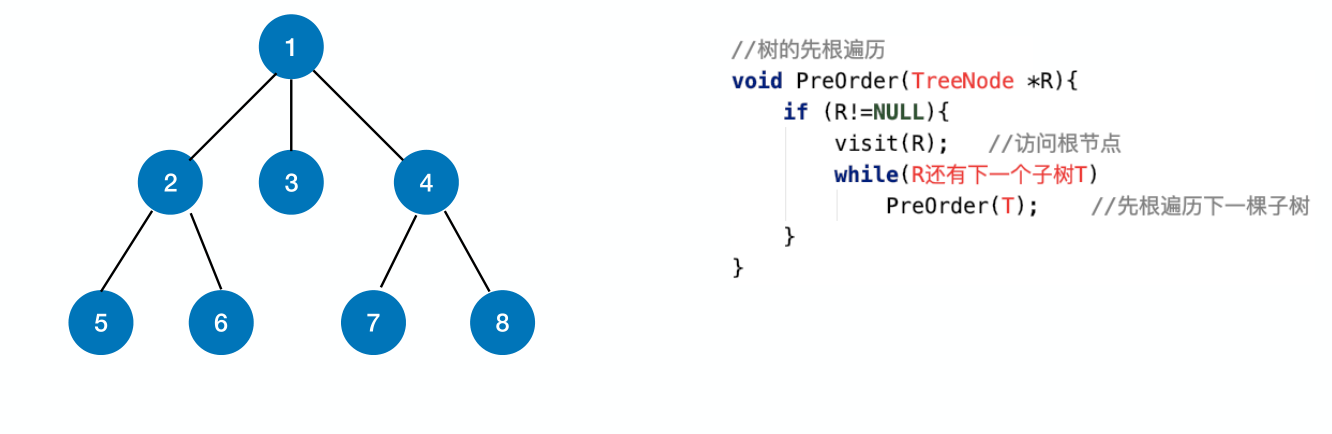 1
2
3
4
5
6
7
8
//树的先根遍历
void PreOrder(TreeNode *R){
if (R!=NULL){
visit(R); //访问根节点
while(R还有下一个子树T)
PreOrder(T); //先根遍历下一棵子树
}
}